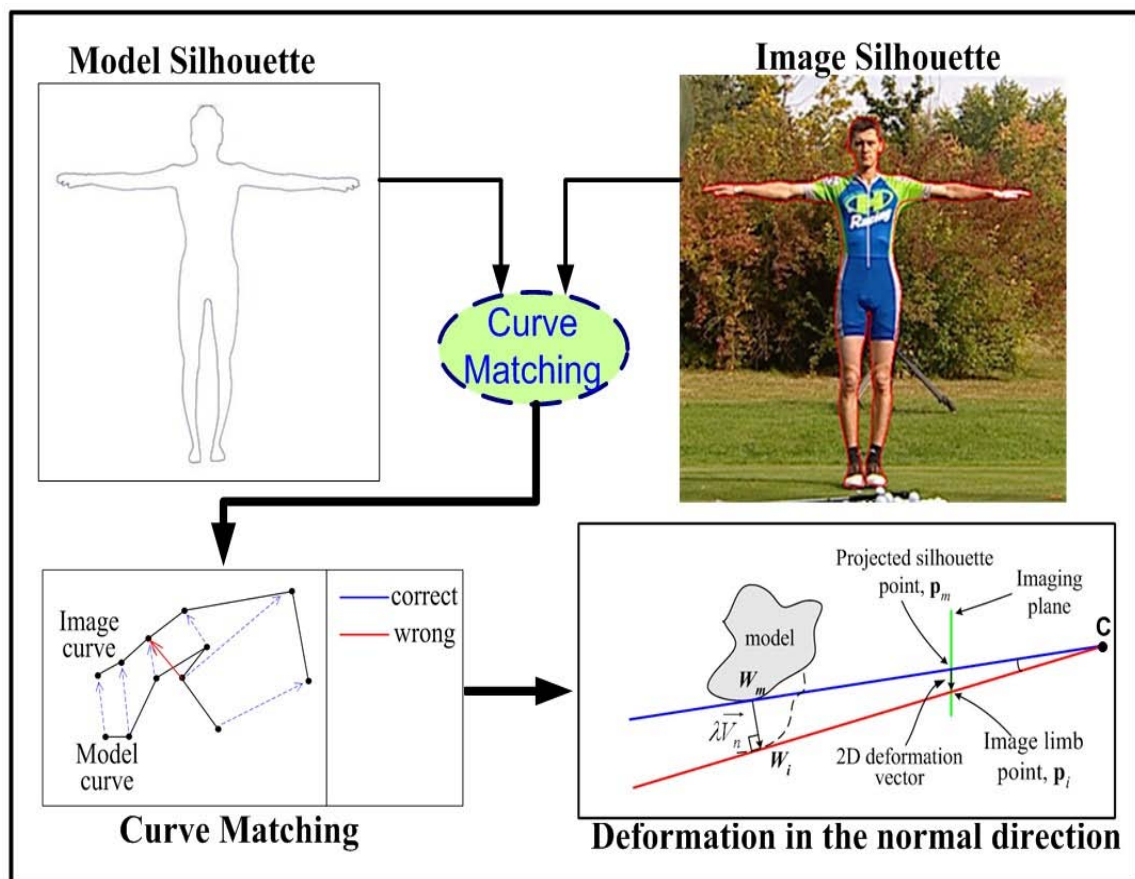 Model Silhouette
Image Silhouette
H
Racing
Curve
Matching
Image
curve
Model
curve
correct
wrong
Curve Matching
Projected silhouette
point, pₘ
Imaging
plane
C
model
Wₘ
λVₙ
Wᵢ
2D deformation
vector
Image limb
point, pᵢ
Deformation in the normal direction